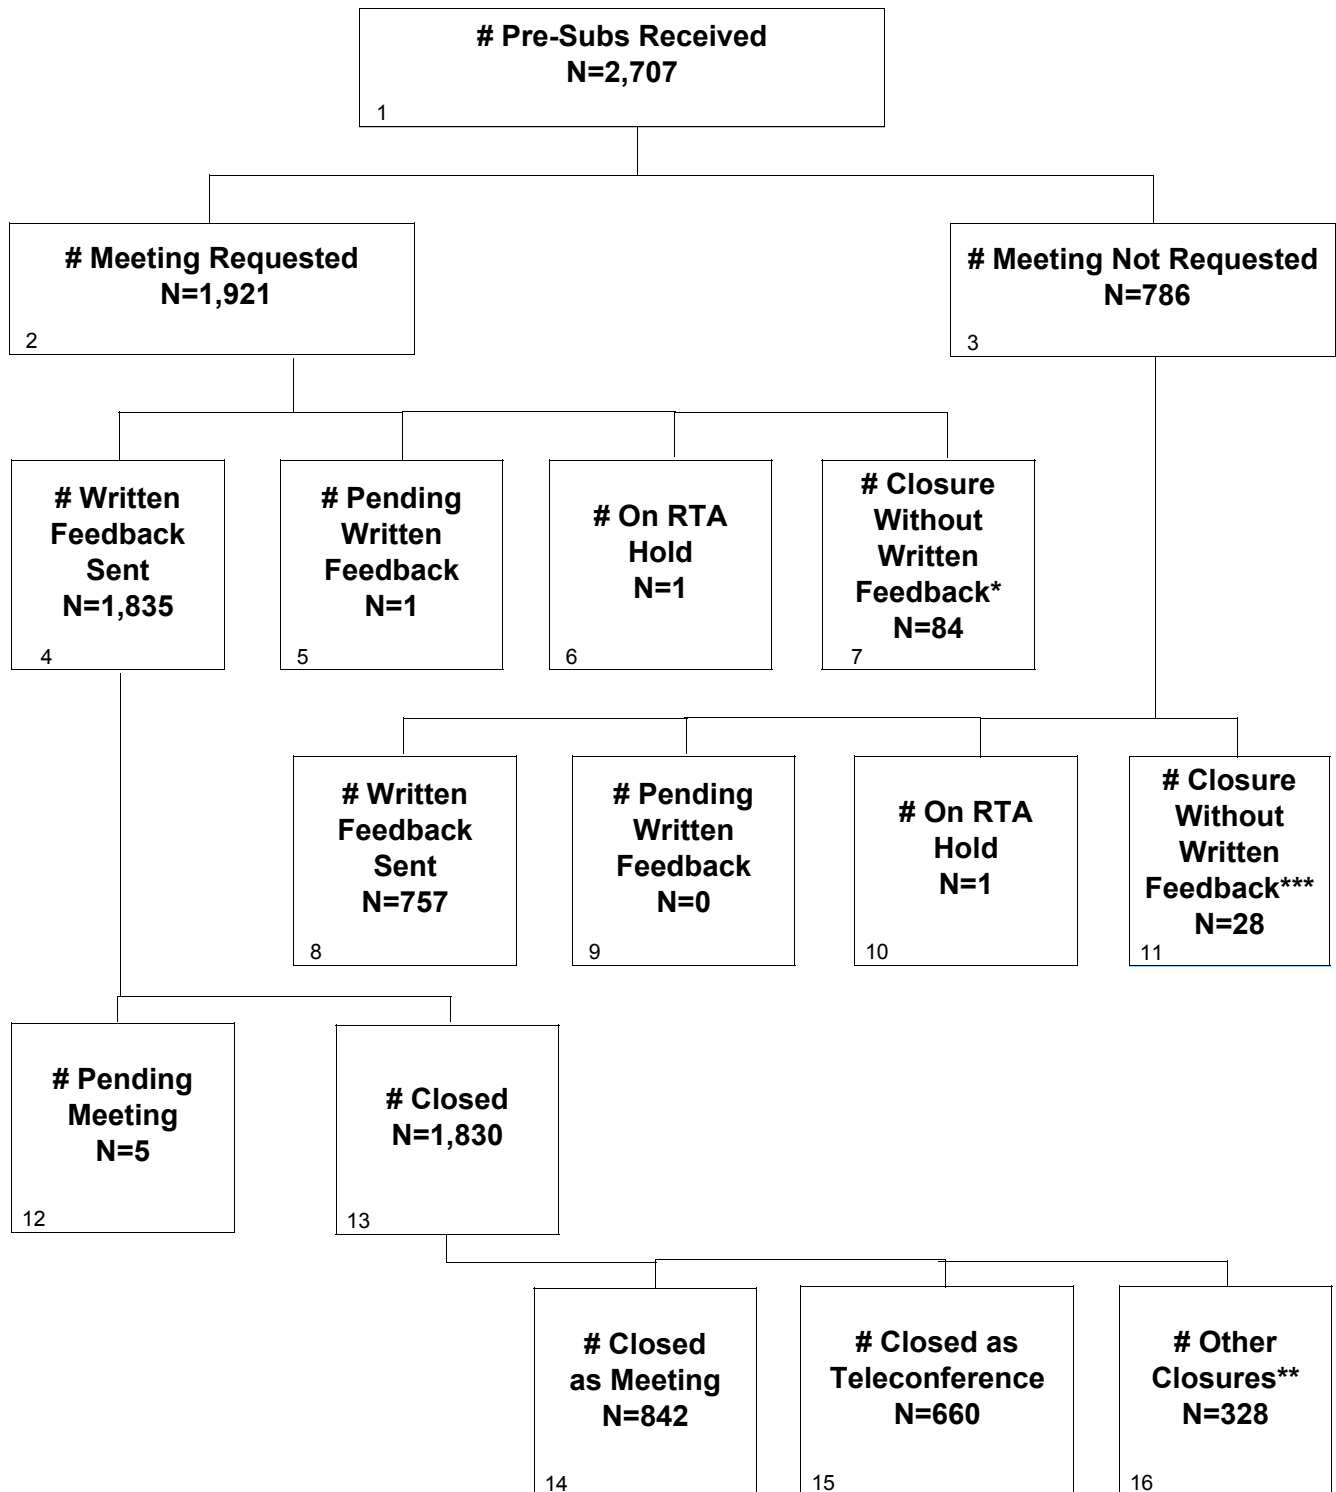 # Pre-Subs Received
N=2,707
1
# Meeting Requested
N=1,921
2
# Meeting Not Requested
N=786
3
# Written
Feedback
Sent
N=1,835
4
# Pending
Written
Feedback
N=1
5
# On RTA
Hold
N=1
6
# Closure
Without
Written
Feedback*
N=84
7
# Written
Feedback
Sent
N=757
8
# Pending
Written
Feedback
N=0
9
# On RTA
Hold
N=1
10
# Closure
Without
Written
Feedback***
N=28
11
# Pending
Meeting
N=5
12
# Closed
N=1,830
13
# Closed
as Meeting
N=842
14
# Closed as
Teleconference
N=660
15
# Other
Closures**
N=328
16